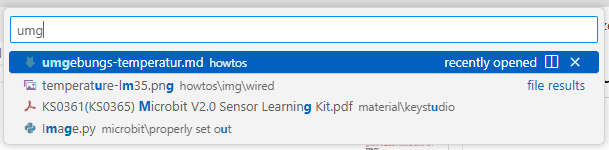 umg
umgebungs-temperatur.md howtos recently opened
temperature-lm35.png howtos\img\wired file results
KS0361(KS0365) Microbit V2.0 Sensor Learning Kit.pdf material\keystudio
Image.py microbit\properly set out